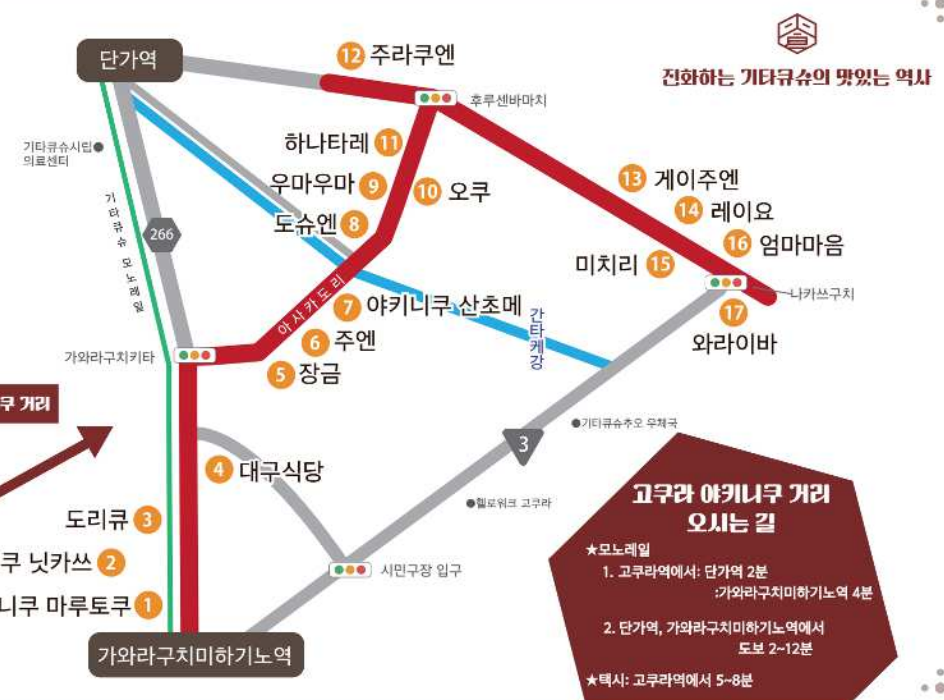 단가역
12 주라쿠엔
진화하는 기타큐슈의 맛있는 역사
후루센바마치
기타큐슈시립
의료센터
하나타레 11
우마우마 9
10 오쿠
도슈엔 8
기타큐슈 모노레일
266
13 게이주엔
14 레이요
16 엄마마음
미치리 15
나카쓰구치
17
와라이바
아사카도리
7 야키니쿠 산초메
간타케강
6 주엔
5 장금
가와라구치키타
쿠 거리
기타큐슈추오 우체국
3
4 대구식당
헬로워크 고쿠라
도리큐 3
쿠 닛카쓰 2
니쿠 마루토쿠 1
시민구장 입구
가와라구치미하기노역
고쿠라 야키니쿠 거리
오시는 길
★모노레일
1. 고쿠라역에서: 단가역 2분
:가와라구치미하기노역 4분
2. 단가역, 가와라구치미하기노역에서
도보 2~12분
★택시: 고쿠라역에서 5~8분